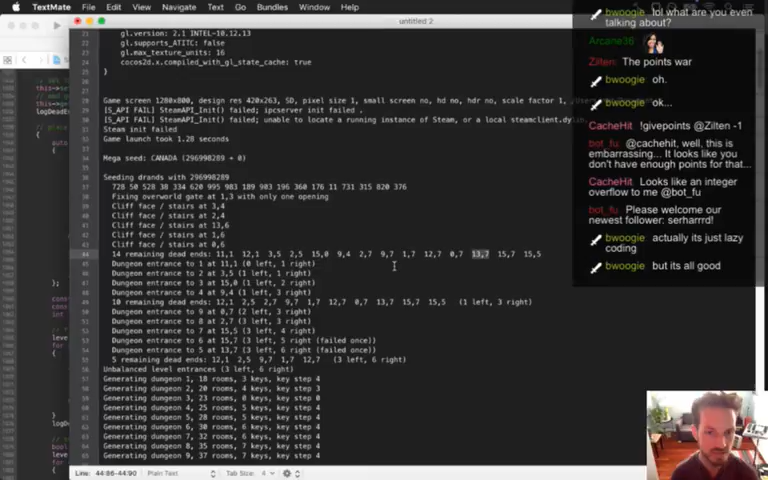 TextMate File Edit View Navigate Text Go Bundles Window Help
untitled 2
21 gl.version: 2.1 INTEL-10.12.13
gl.supports_ATITC: false
gl.max_texture_units: 16
cocos2d.x.compiled_with_gl_state_cache: true
}
Game screen 1280x800, design res 420x263, SD, pixel size 1, small screen no, hd no, hdr no, scale factor 1,
[S_API FAIL] SteamAPI_Init() failed; ipcserver init failed .
[S_API FAIL] SteamAPI_Init() failed; unable to locate a running instance of Steam, or a local steamclient.dylib.
Steam init failed
Game launch took 1.28 seconds
Mega seed: CANADA (296998289 + 0)
Seeding drands with 296998289
728 50 528 38 334 620 995 983 189 903 196 360 176 11 731 315 820 376
Fixing overworld gate at 1,3 with only one opening
Cliff face / stairs at 3,4
Cliff face / stairs at 2,4
Cliff face / stairs at 13,6
Cliff face / stairs at 1,6
Cliff face / stairs at 0,6
14 remaining dead ends: 11,1 12,1 3,5 2,5 15,0 9,4 2,7 9,7 1,7 12,7 0,7 13,7 15,7 15,5
Dungeon entrance to 1 at 11,1 (0 left, 1 right)
Dungeon entrance to 2 at 3,5 (1 left, 1 right)
Dungeon entrance to 3 at 15,0 (1 left, 2 right)
Dungeon entrance to 4 at 9,4 (1 left, 3 right)
10 remaining dead ends: 12,1 2,5 2,7 9,7 1,7 12,7 0,7 13,7 15,7 15,5 (1 left, 3 right)
Dungeon entrance to 9 at 0,7 (2 left, 3 right)
Dungeon entrance to 8 at 2,7 (3 left, 3 right)
Dungeon entrance to 7 at 15,5 (3 left, 4 right)
Dungeon entrance to 6 at 15,7 (3 left, 5 right (failed once))
Dungeon entrance to 5 at 13,7 (3 left, 6 right (failed once))
5 remaining dead ends: 12,1 2,5 9,7 1,7 12,7 (3 left, 6 right)
Unbalanced level entrances (3 left, 6 right)
Generating dungeon 1, 18 rooms, 3 keys, key step 4
Generating dungeon 2, 20 rooms, 4 keys, key step 3
Generating dungeon 3, 23 rooms, 0 keys, key step 0
Generating dungeon 4, 25 rooms, 5 keys, key step 4
Generating dungeon 5, 28 rooms, 5 keys, key step 4
Generating dungeon 6, 30 rooms, 6 keys, key step 4
Generating dungeon 7, 32 rooms, 6 keys, key step 4
Generating dungeon 8, 35 rooms, 7 keys, key step 4
Generating dungeon 9, 37 rooms, 7 keys, key step 4
Line: 44:86-44:90 Plain Text Tab Size: 4
bwoogie: lol what are you even
talking about?
Arcane36:
Zilten: The points war
bwoogie: oh.
bwoogie: ok...
CacheHit: !givepoints @Zilten -1
bot_fu: @cachehit, well, this is
embarrassing... It looks like you
don't have enough points for that...
CacheHit: Looks like an integer
overflow to me @bot_fu
bot_fu: Please welcome our
newest follower: serharrrd!
bwoogie: actually its just lazy
coding
bwoogie: but its all good